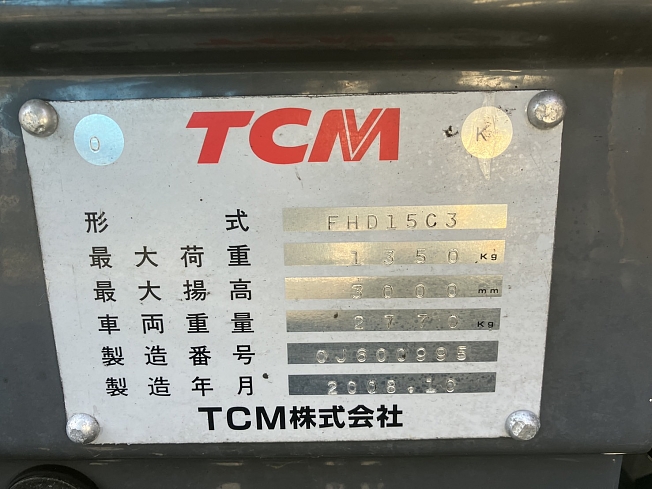 O TCM K
形式 FHD15C3
最大荷重 1350 Kg
最大揚高 3000 mm
車両重量 2770 Kg
製造番号 0J600995
製造年月 2008.10
TCM株式会社